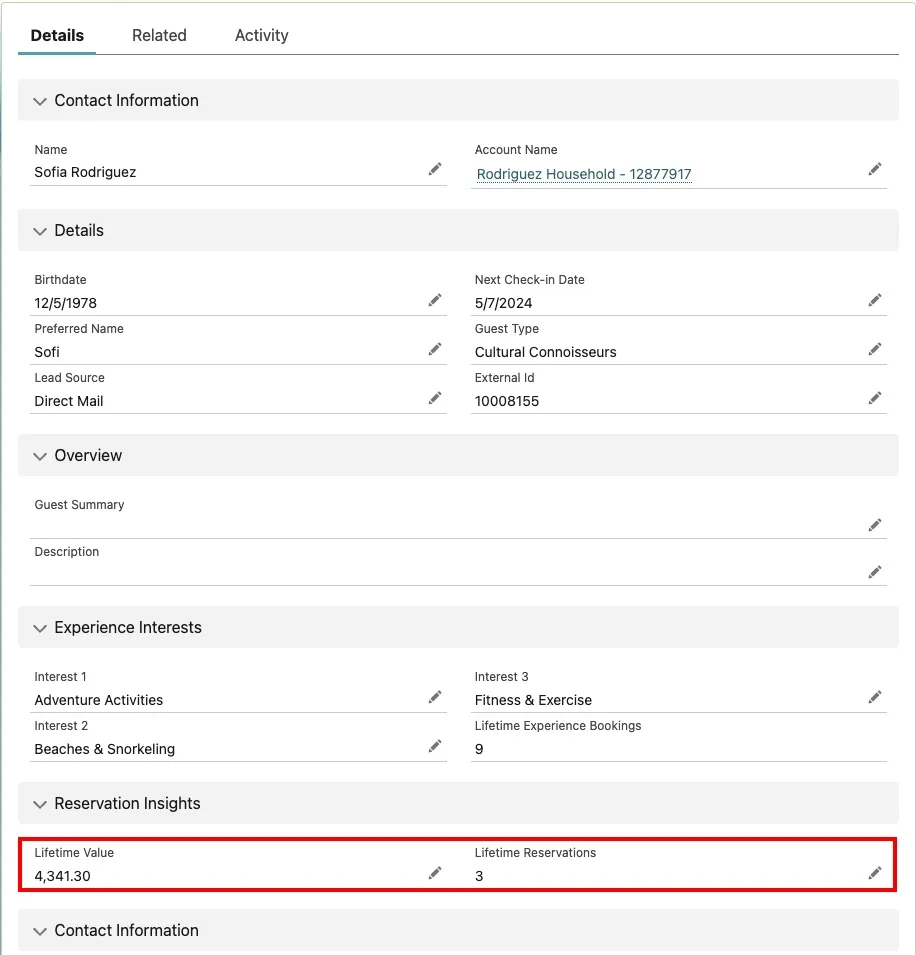 Details Related Activity
Contact Information
Name
Sofia Rodriguez
Account Name
Rodriguez Household - 12877917
Details
Birthdate
12/5/1978
Next Check-in Date
5/7/2024
Preferred Name
Sofi
Guest Type
Cultural Connoisseurs
Lead Source
Direct Mail
External Id
10008155
Overview
Guest Summary
Description
Experience Interests
Interest 1
Adventure Activities
Interest 3
Fitness & Exercise
Interest 2
Beaches & Snorkeling
Lifetime Experience Bookings
9
Reservation Insights
Lifetime Value
4,341.30
Lifetime Reservations
3
Contact Information